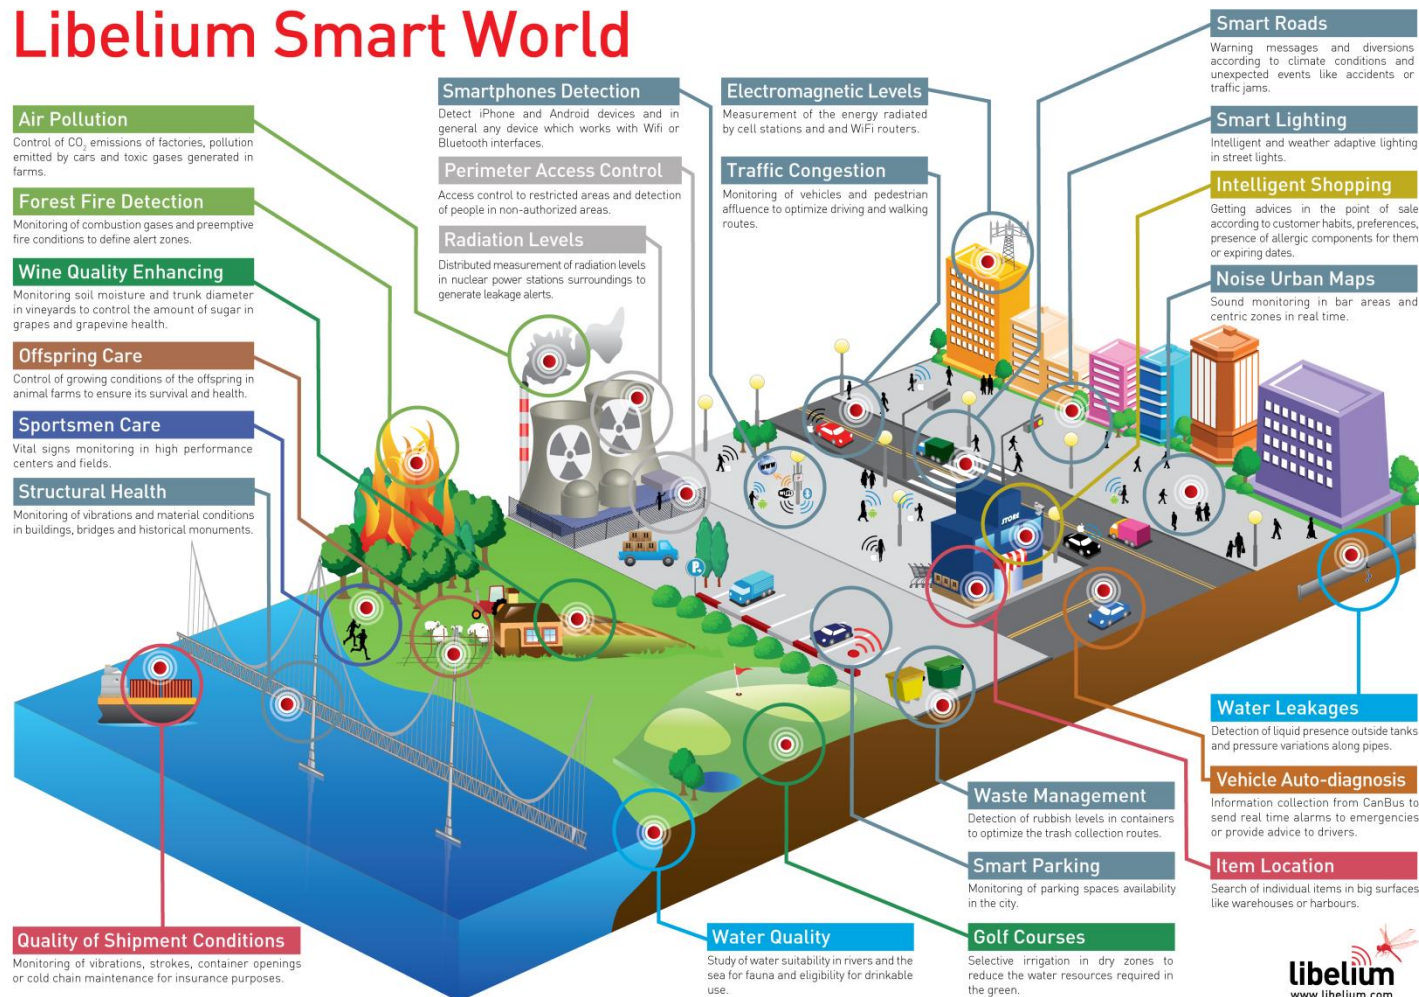 Libelium Smart World
Air Pollution
Control of CO₂ emissions of factories, pollution
emitted by cars and toxic gases generated in
farms.
Forest Fire Detection
Monitoring of combustion gases and preemptive
fire conditions to define alert zones.
Wine Quality Enhancing
Monitoring soil moisture and trunk diameter
in vineyards to control the amount of sugar in
grapes and grapevine health.
Offspring Care
Control of growing conditions of the offspring in
animal farms to ensure its survival and health.
Sportsmen Care
Vital signs monitoring in high performance
centers and fields.
Structural Health
Monitoring of vibrations and material conditions
in buildings, bridges and historical monuments.
Quality of Shipment Conditions
Monitoring of vibrations, strokes, container openings
or cold chain maintenance for insurance purposes.
Smartphones Detection
Detect iPhone and Android devices and in
general any device which works with Wifi or
Bluetooth interfaces.
Perimeter Access Control
Access control to restricted areas and detection
of people in non-authorized areas.
Radiation Levels
Distributed measurement of radiation levels
in nuclear power stations surroundings to
generate leakage alerts.
Electromagnetic Levels
Measurement of the energy radiated
by cell stations and and WiFi routers.
Traffic Congestion
Monitoring of vehicles and pedestrian
affluence to optimize driving and walking
routes.
Smart Roads
Warning messages and diversions
according to climate conditions and
unexpected events like accidents or
traffic jams.
Smart Lighting
Intelligent and weather adaptive lighting
in street lights.
Intelligent Shopping
Getting advices in the point of sale
according to customer habits, preferences,
presence of allergic components for them
or expiring dates.
Noise Urban Maps
Sound monitoring in bar areas and
centric zones in real time.
www
STORE
P
Water Leakages
Detection of liquid presence outside tanks
and pressure variations along pipes.
Vehicle Auto-diagnosis
Information collection from CanBus to
send real time alarms to emergencies
or provide advice to drivers.
Item Location
Search of individual items in big surfaces
like warehouses or harbours.
Waste Management
Detection of rubbish levels in containers
to optimize the trash collection routes.
Smart Parking
Monitoring of parking spaces availability
in the city.
Golf Courses
Selective irrigation in dry zones to
reduce the water resources required in
the green.
Water Quality
Study of water suitability in rivers and the
sea for fauna and eligibility for drinkable
use.
libelium
www.libelium.com